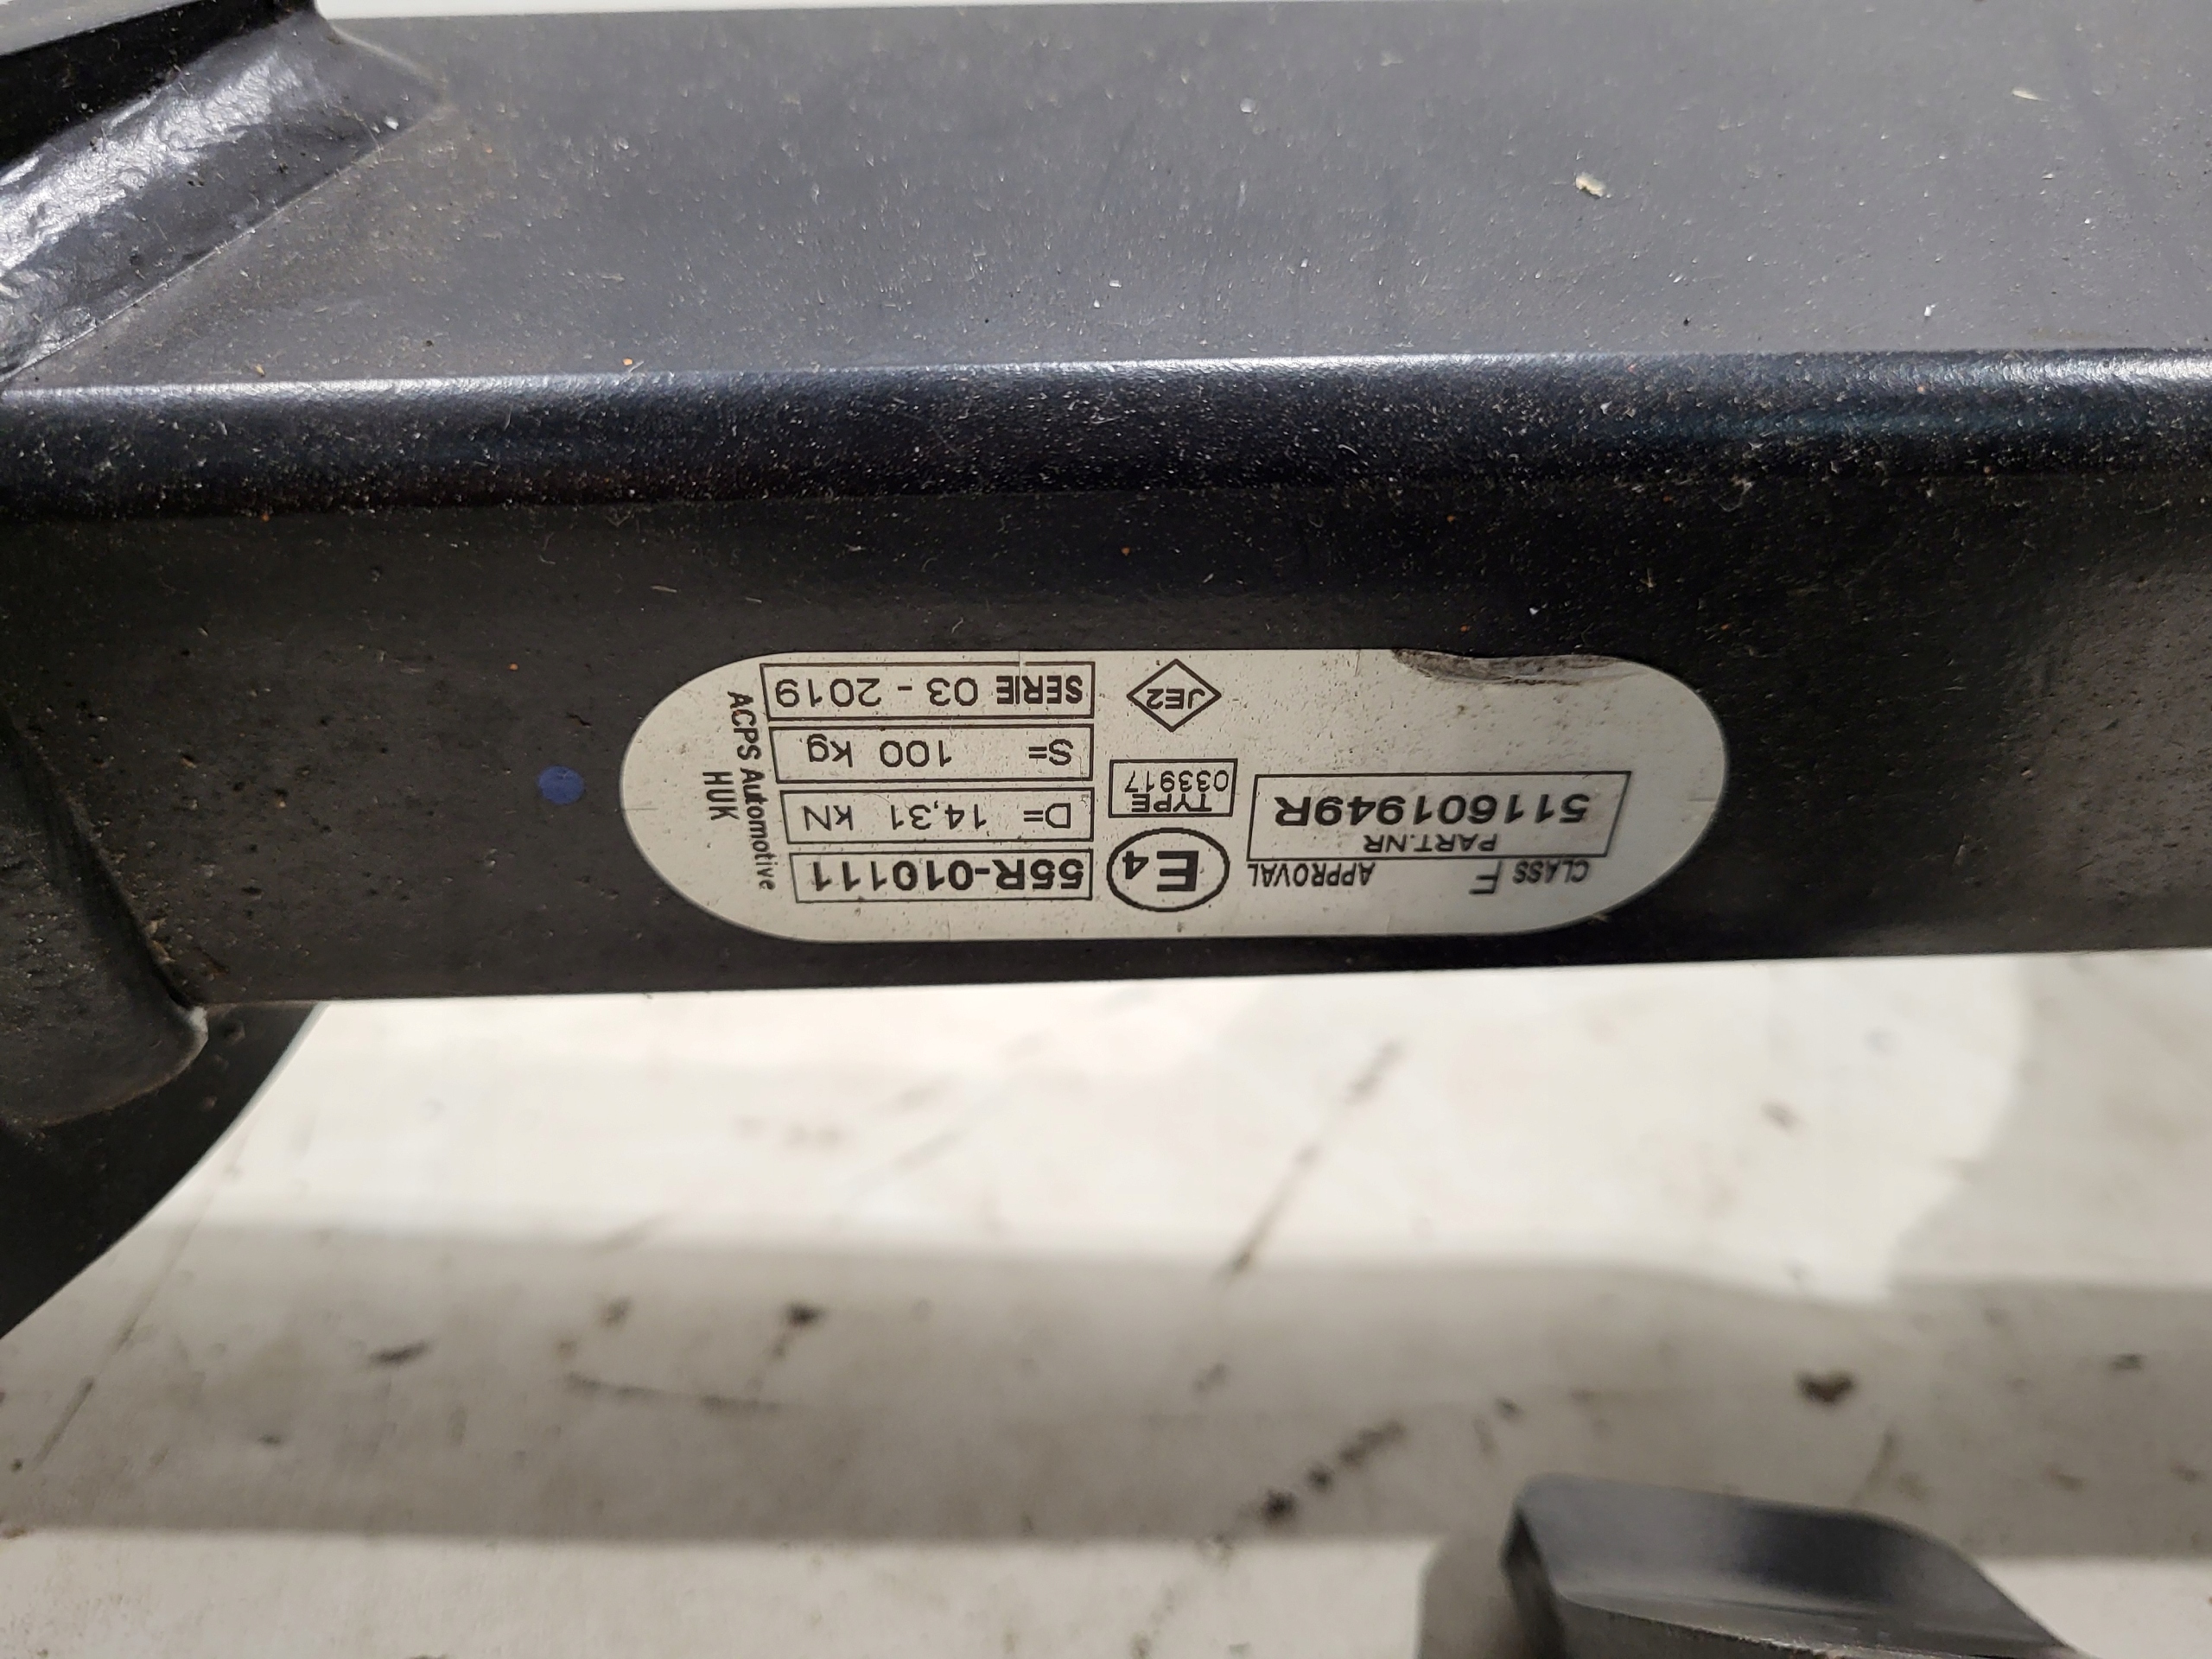 CLASS F APPROVAL
PART.NR
511601949R
E4
TYPE
033917
JE2
55R-010111
D= 14,31 kN
S= 100 kg
SERIE 03 - 2019
ACPS Automotive
HUK